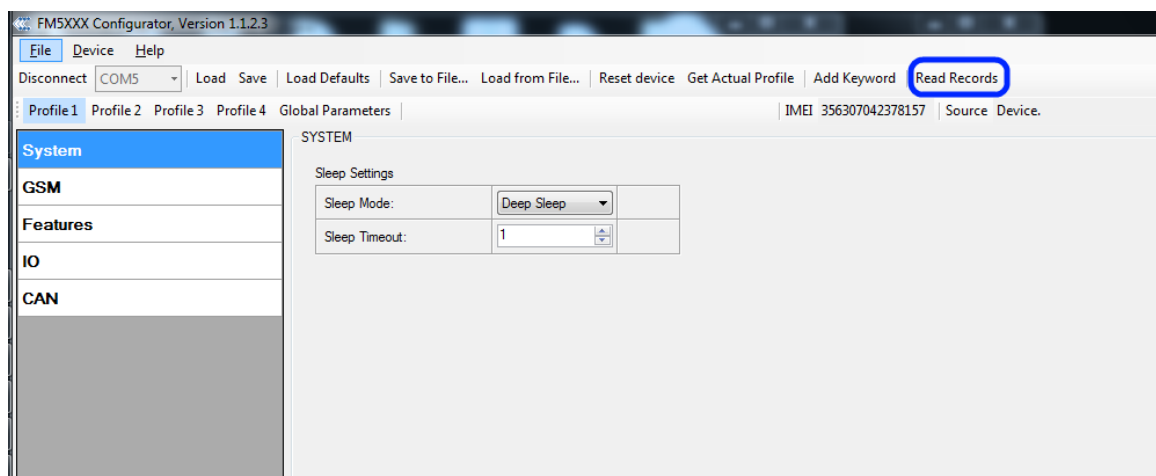 FM5XXX Configurator, Version 1.1.2.3
File Device Help
Disconnect COM5 Load Save Load Defaults Save to File... Load from File... Reset device Get Actual Profile Add Keyword Read Records
Profile 1 Profile 2 Profile 3 Profile 4 Global Parameters IMEI 356307042378157 Source Device.
System
GSM
Features
IO
CAN
SYSTEM
Sleep Settings
Sleep Mode: Deep Sleep
Sleep Timeout: 1